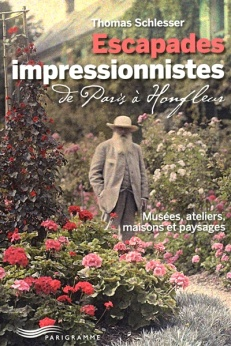 Thomas Schlesser
Escapades
impressionnistes
de Paris à Honfleur
Musées, ateliers,
maisons et paysages
PARIGRAMME